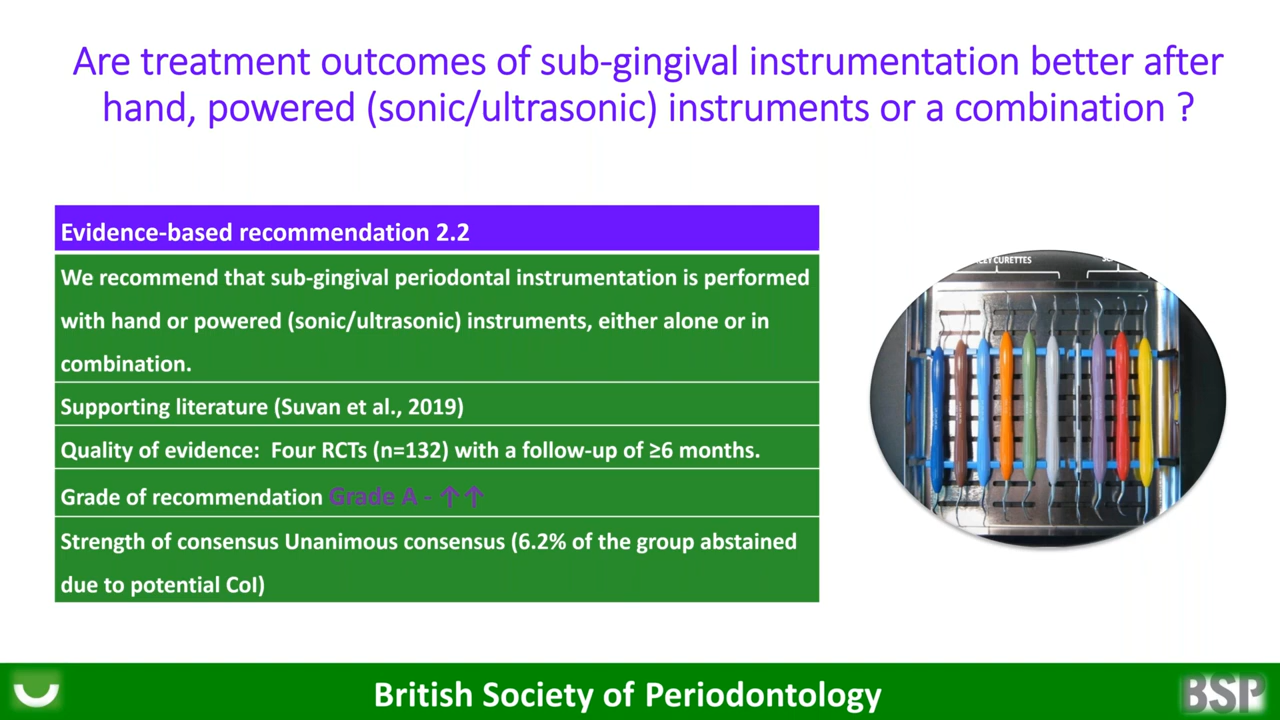 Are treatment outcomes of sub-gingival instrumentation better after
hand, powered (sonic/ultrasonic) instruments or a combination ?
Evidence-based recommendation 2.2
We recommend that sub-gingival periodontal instrumentation is performed
with hand or powered (sonic/ultrasonic) instruments, either alone or in
combination.
Supporting literature (Suvan et al., 2019)
Quality of evidence:  Four RCTs (n=132) with a follow-up of ≥6 months.
Grade of recommendation Grade A - ↑↑
Strength of consensus Unanimous consensus (6.2% of the group abstained
due to potential CoI)
CURETTES
British Society of Periodontology
BSP